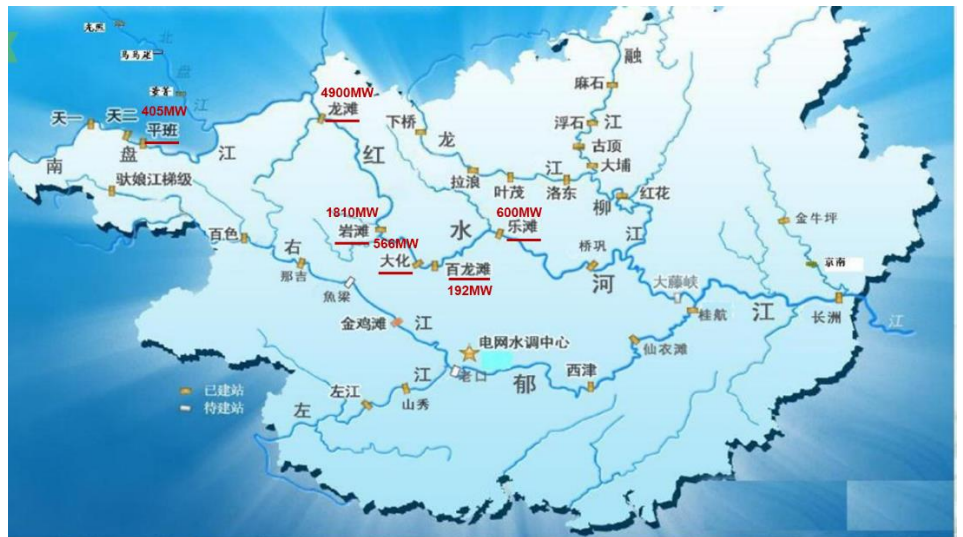 光照
北
马马崖
盘
董箐
江
融
麻石
4900MW
龙滩
405MW
天一
天二
平班
下桥
浮石
江
龙
古顶
南
盘
江
红
大埔
江
驮娘江梯级
拉浪
叶茂
洛东
柳
红花
1810MW
岩滩
600MW
乐滩
金牛坪
百色
右
566MW
水
桥巩
江
大化
百龙滩
192MW
那吉
京南
大藤峡
河
鱼梁
桂航
江
长洲
江
金鸡滩
江
电网水调中心
仙衣滩
老口
江
郁
西津
已建站
左江
待建站
左
山秀